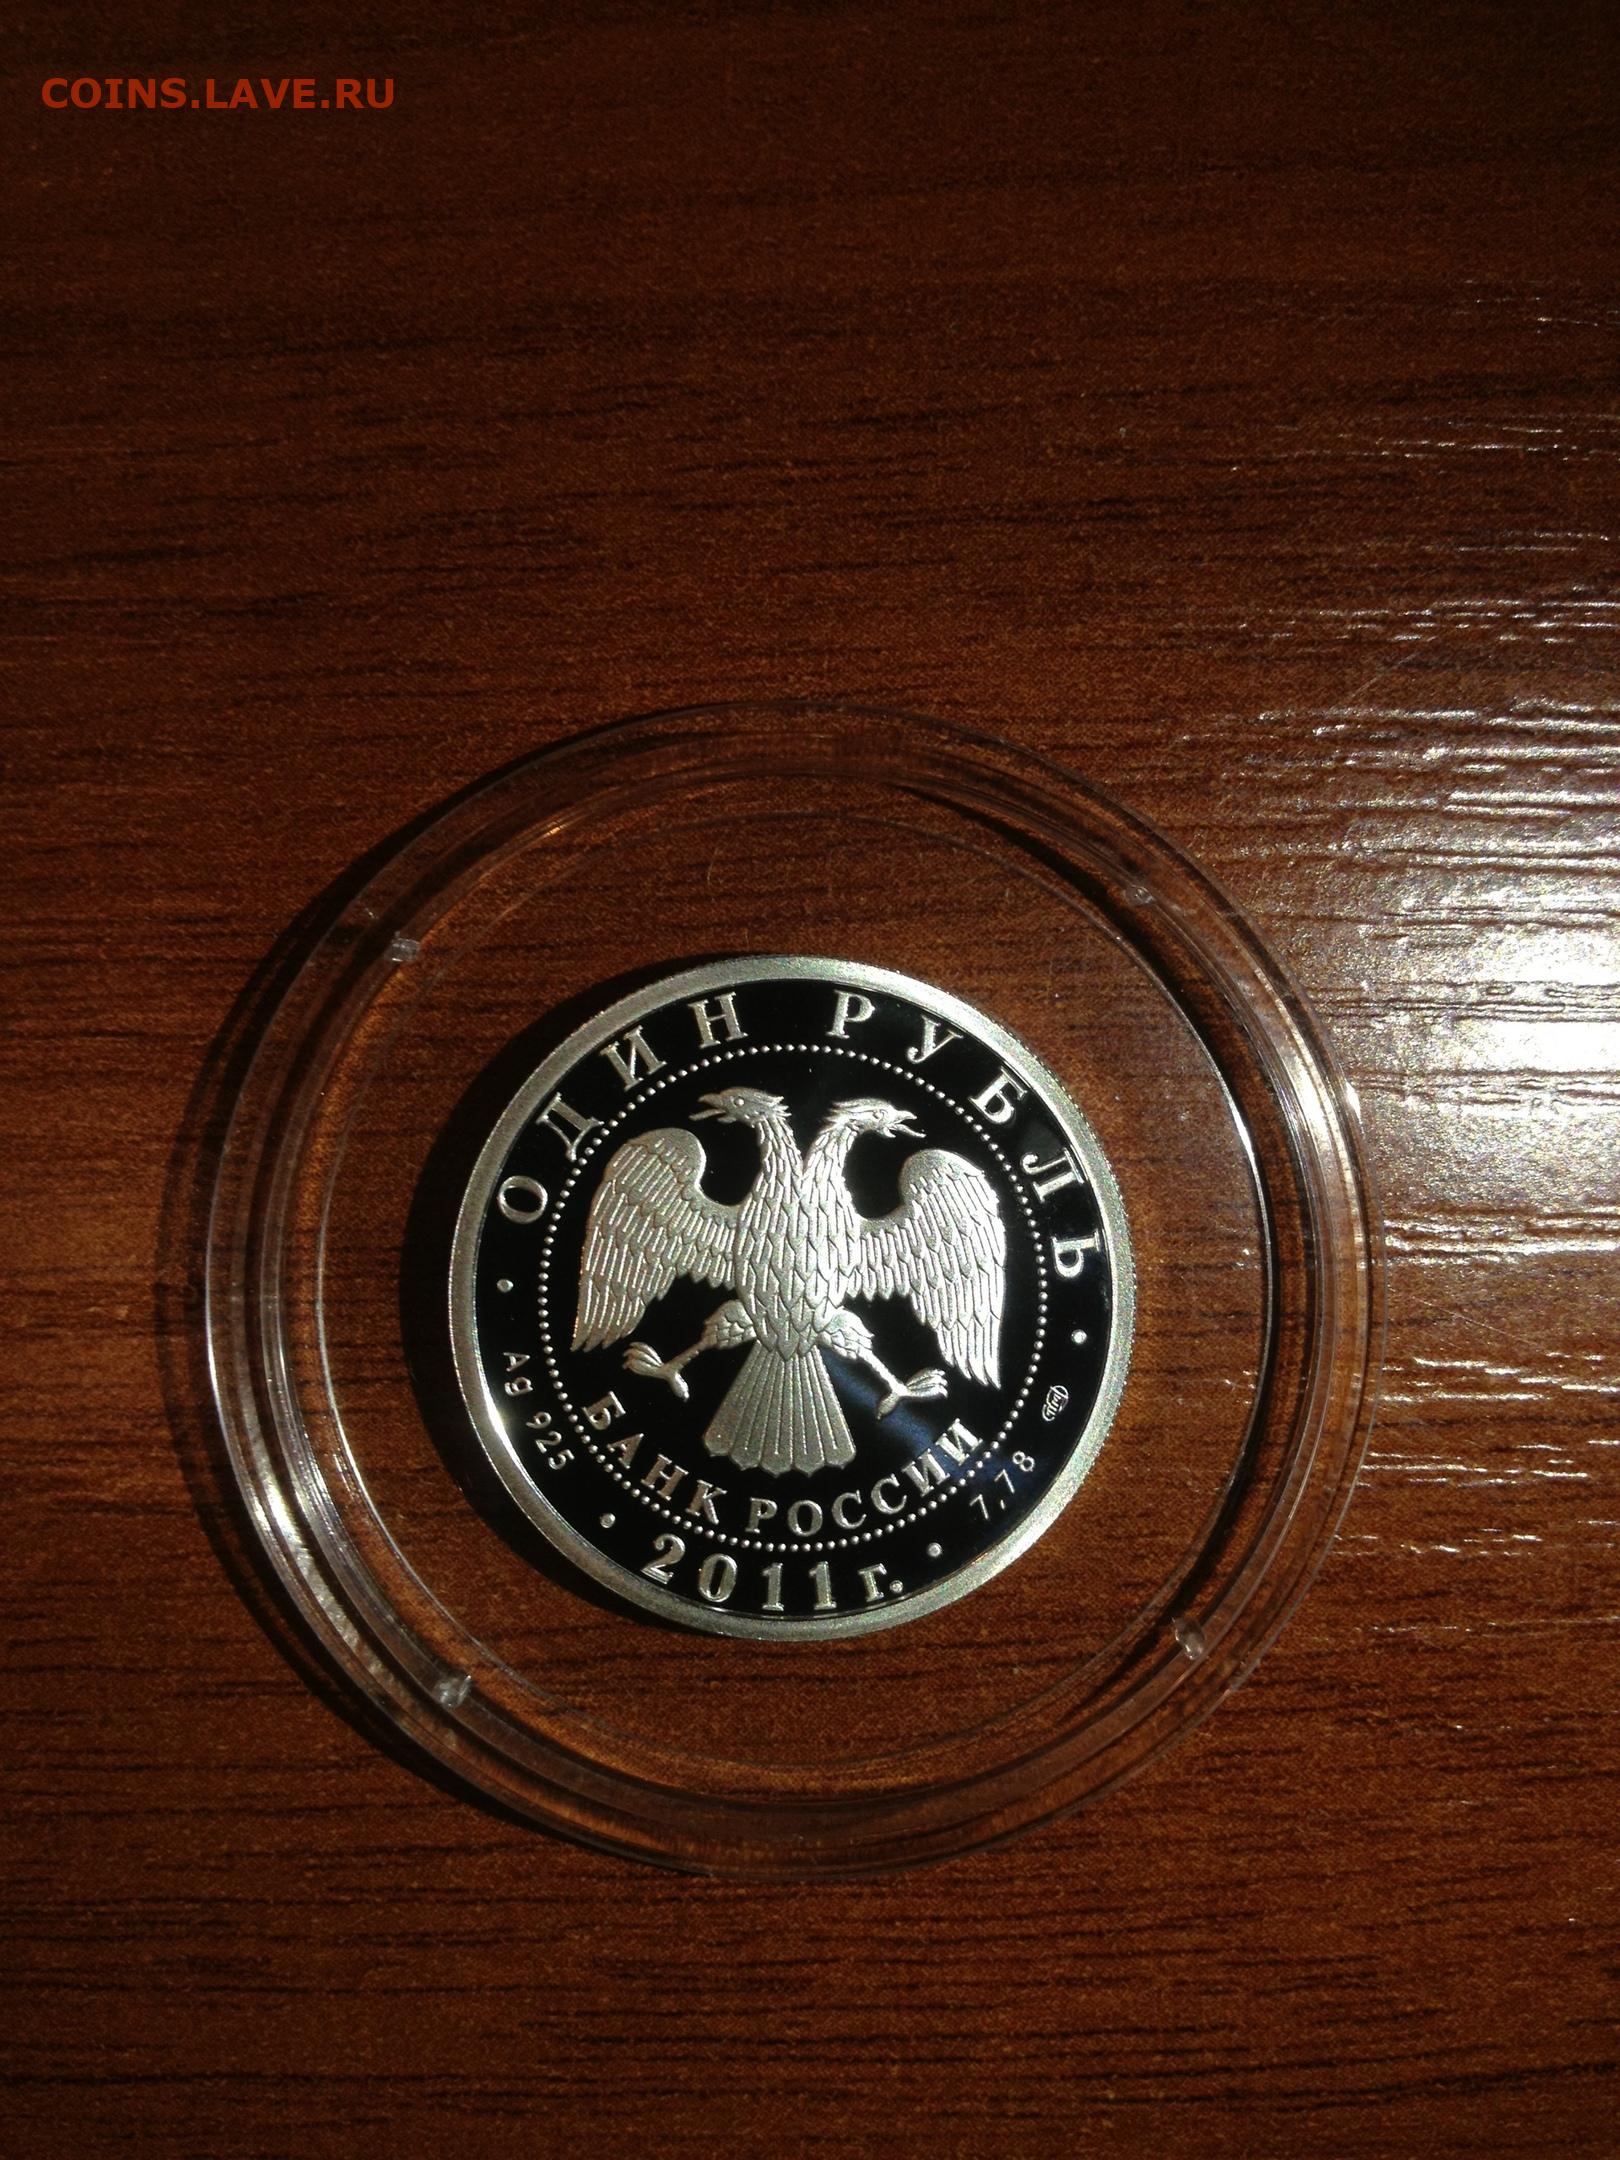 COINS.LAVE.RU
ОДИН РУБЛЬ
Ag 925
БАНК РОССИИ
7,78
• 2011 г. •